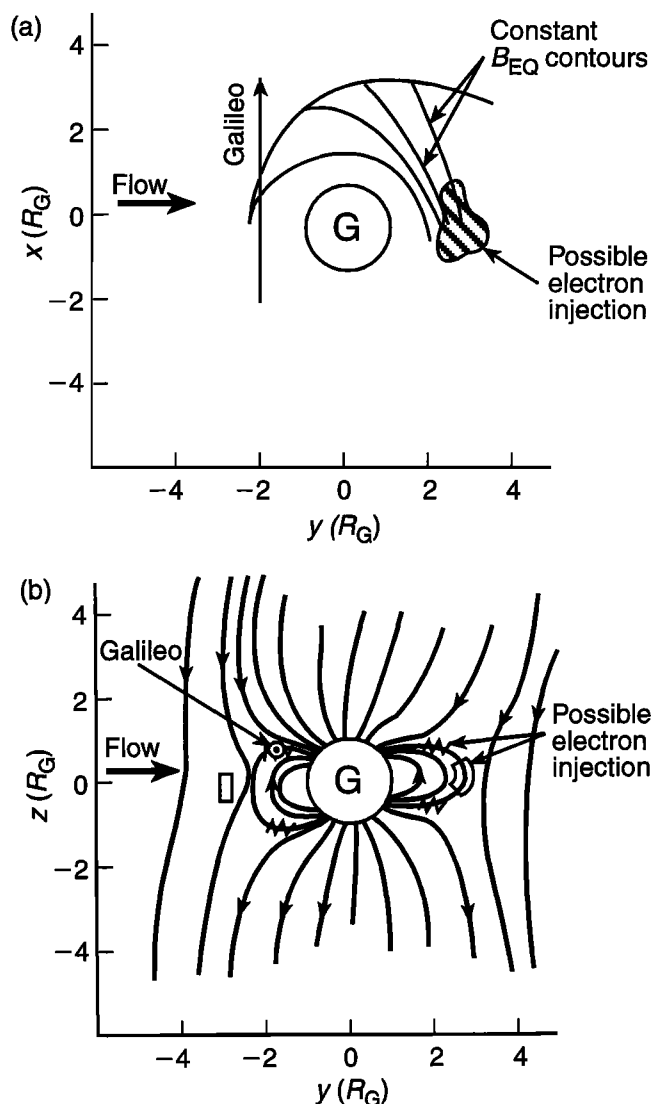 (a)
4
2
0
−2
−4
x (R_G)
Galileo
Flow
G
Constant
B_EQ contours
Possible
electron
injection
−4 −2 0 2 4
y (R_G)
(b)
4
2
0
−2
−4
z (R_G)
Galileo
Flow
G
Possible
electron
injection
−4 −2 0 2 4
y (R_G)